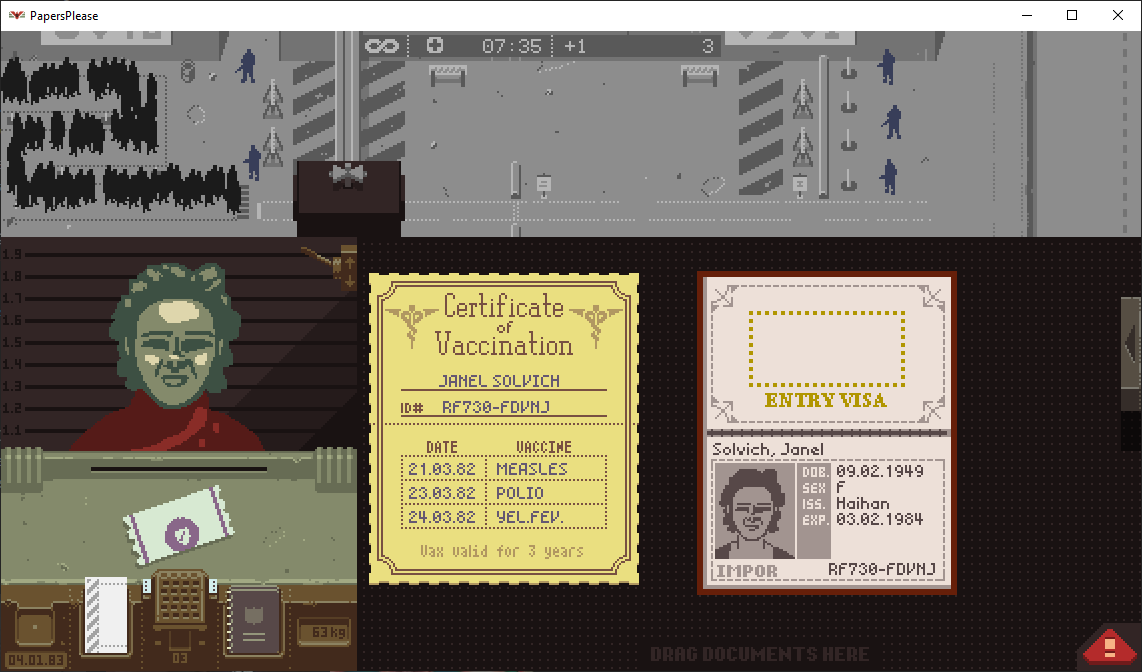 PapersPlease
07:35 +1 3
1.9
1.8
1.7
1.6
1.5
1.4
1.3
1.2
1.1
Certificate
of
Vaccination
JANEL SOLVICH
ID# RF730-FDVNJ
DATE VACCINE
21.03.82 MEASLES
23.03.82 POLIO
24.03.82 YEL.FEV
Vax valid for 3 years
ENTRY VISA
Solvich, Janel
DOB. 09.02.1949
SEX F
ISS. Haihan
EXP. 03.02.1984
IMPOR RF730-FDVNJ
1
63kg
04.01.83
03
DRAG DOCUMENTS HERE